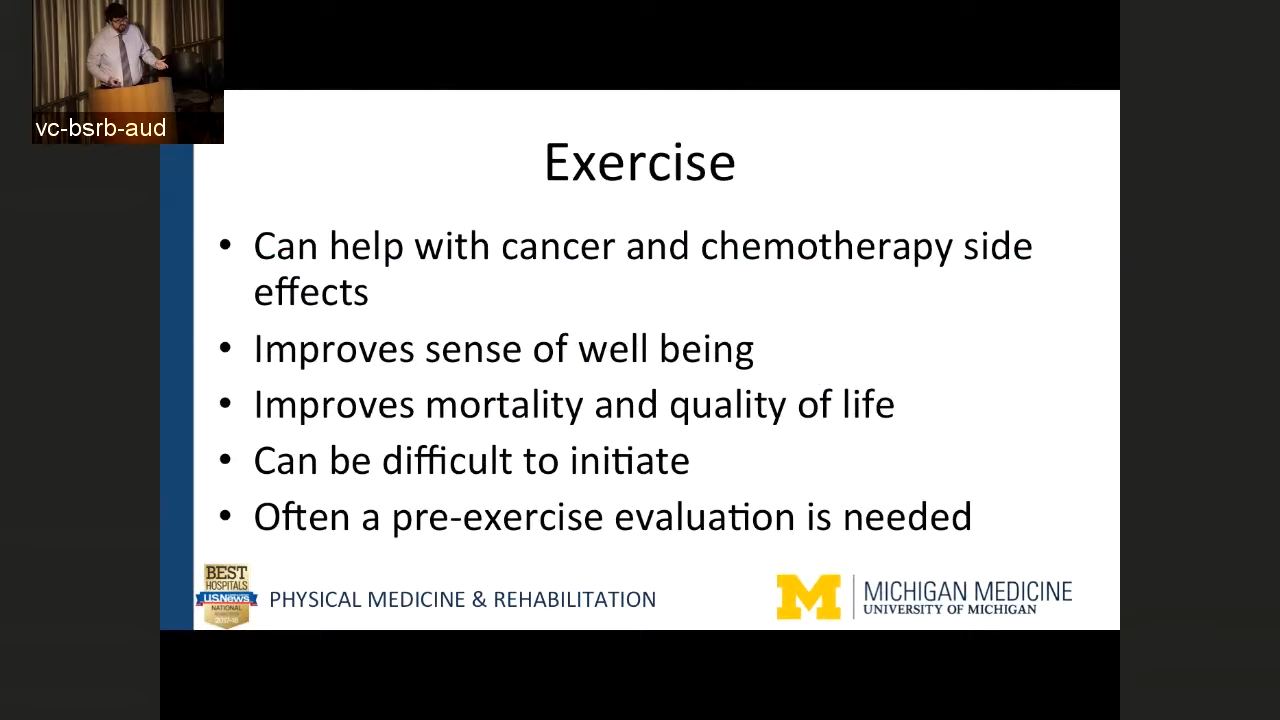 vc-bsrb-aud
Exercise
• Can help with cancer and chemotherapy side
effects
• Improves sense of well being
• Improves mortality and quality of life
• Can be difficult to initiate
• Often a pre-exercise evaluation is needed
BEST
HOSPITALS
U.S.News
NATIONAL
2017-18
PHYSICAL MEDICINE & REHABILITATION
M
MICHIGAN MEDICINE
UNIVERSITY OF MICHIGAN